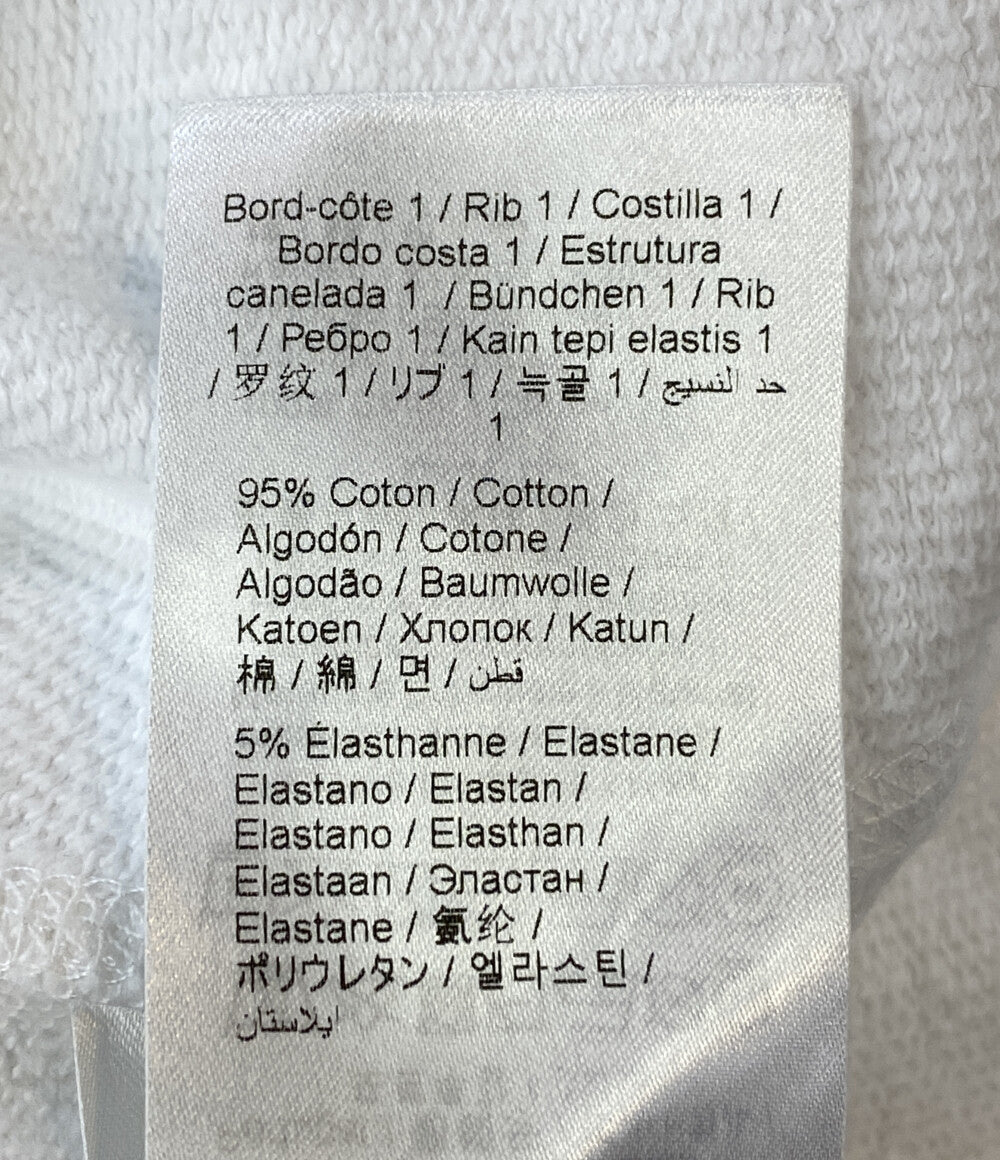 Bord-côte 1 / Rib 1 / Costilla 1 /
Bordo costa 1 / Estrutura
canelada 1 / Bündchen 1 / Rib
1 / Ребро 1 / Kain tepi elastis 1
/ 罗纹 1 / リブ 1 / 늑골 1 / حد النسيج
1
95% Coton / Cotton /
Algodón / Cotone /
Algodão / Baumwolle /
Katoen / Хлопок / Katun /
棉 / 綿 / 면 / قطن
5% Élasthanne / Elastane /
Elastano / Elastan /
Elastano / Elasthan /
Elastaan / Эластан /
Elastane / 氨纶 /
ポリウレタン / 엘라스틴 /
ايلاستان